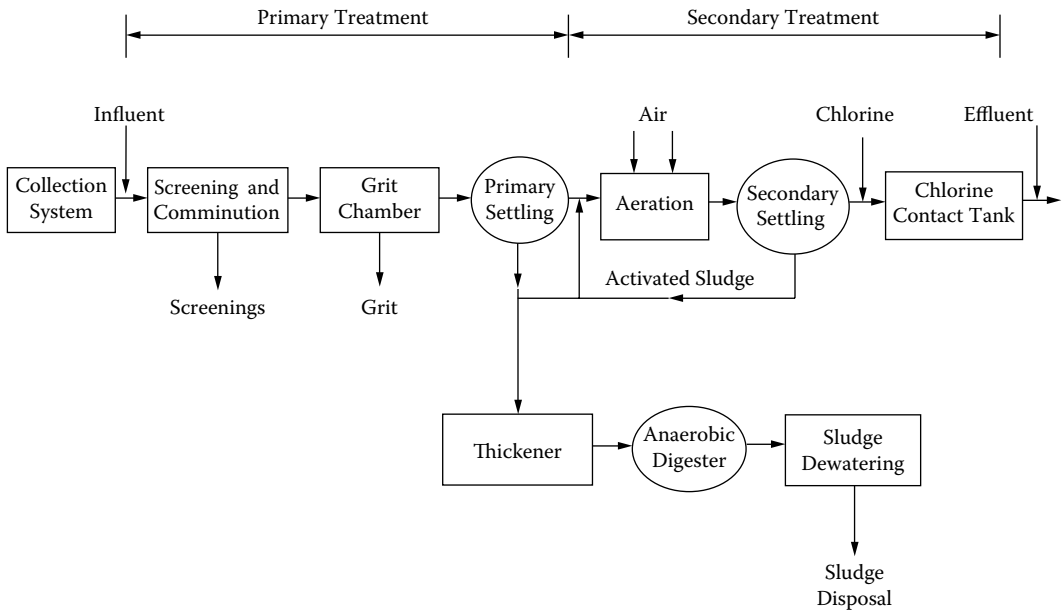 Primary Treatment
Secondary Treatment
Influent
Air
Chlorine
Effluent
Collection
System
Screening and
Comminution
Grit
Chamber
Primary
Settling
Aeration
Secondary
Settling
Chlorine
Contact Tank
Activated Sludge
Screenings
Grit
Thickener
Anaerobic
Digester
Sludge
Dewatering
Sludge
Disposal